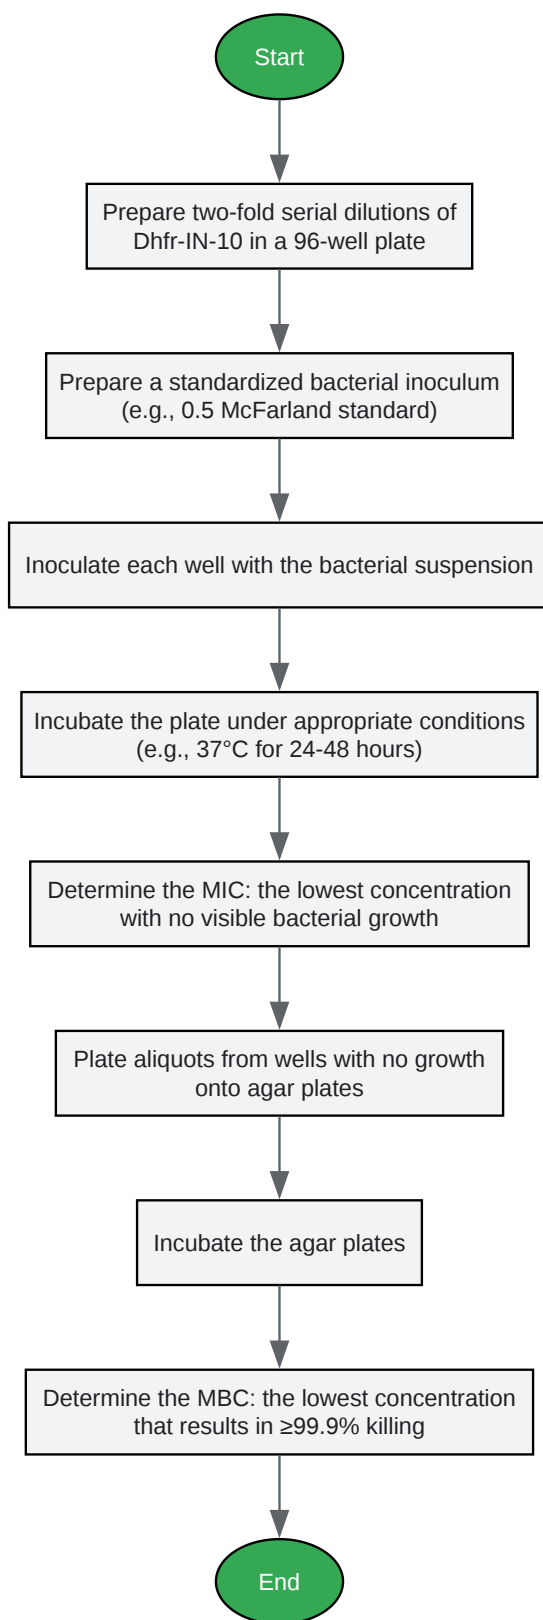 Start
Prepare two-fold serial dilutions of
Dhfr-IN-10 in a 96-well plate
Prepare a standardized bacterial inoculum
(e.g., 0.5 McFarland standard)
Inoculate each well with the bacterial suspension
Incubate the plate under appropriate conditions
(e.g., 37°C for 24-48 hours)
Determine the MIC: the lowest concentration
with no visible bacterial growth
Plate aliquots from wells with no growth
onto agar plates
Incubate the agar plates
Determine the MBC: the lowest concentration
that results in ≥99.9% killing
End